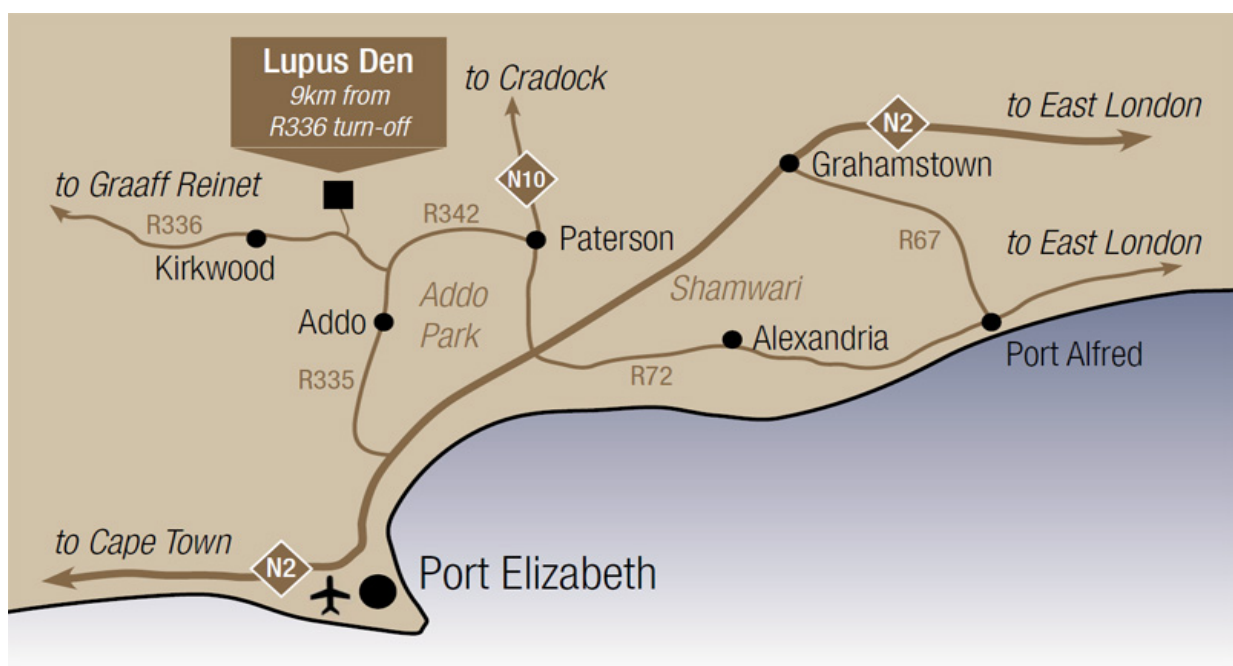 Lupus Den
9km from
R336 turn-off
to Cradock
to East London
N2
Grahamstown
to Graaff Reinet
N10
R336
R342
Kirkwood
Paterson
R67
to East London
Addo
Park
Shamwari
Addo
Alexandria
Port Alfred
R335
R72
to Cape Town
N2
Port Elizabeth